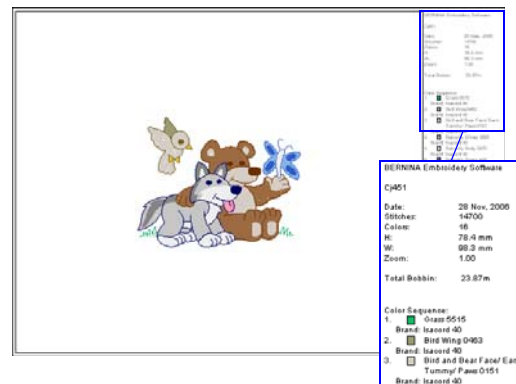 BERNINA Embroidery Software
Cj451
Date: 28 Nov, 2006
Stitches: 14700
Colors: 16
H: 78.4 mm
W: 98.3 mm
Zoom: 1.00
Total Bobbin: 23.87m
Color Sequence:
1. Grass 5515
Brand: Isacord 40
2. Bird Wing 0463
Brand: Isacord 40
3. Bird and Bear Face/ Ear
Tummy/ Paws 0151
Brand: Isacord 40